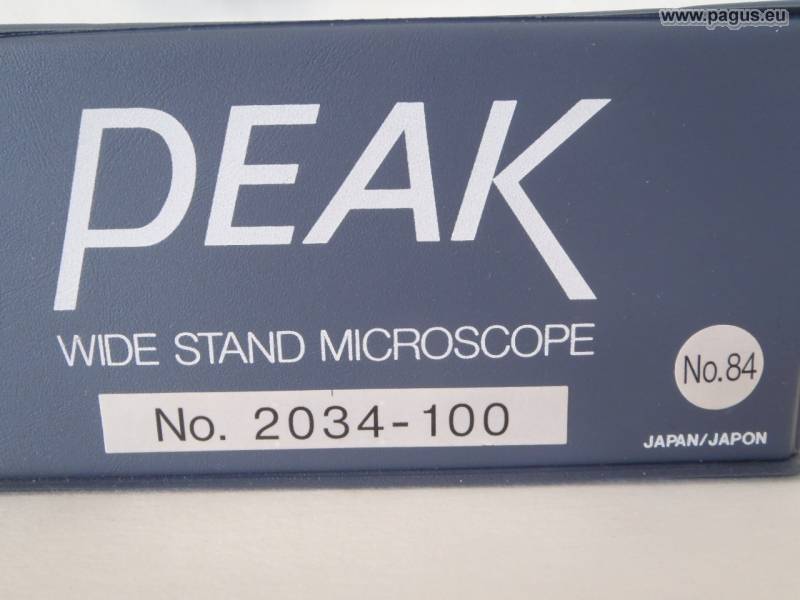 www.pagus.eu
PEAK
WIDE STAND MICROSCOPE
No. 2034-100
No.84
JAPAN/JAPON